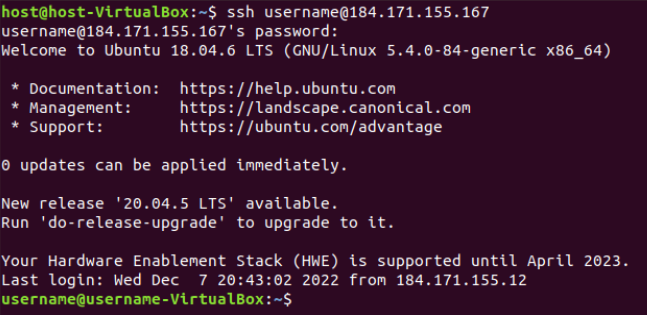 host@host-VirtualBox:~$ ssh username@184.171.155.167
username@184.171.155.167's password:
Welcome to Ubuntu 18.04.6 LTS (GNU/Linux 5.4.0-84-generic x86_64)
* Documentation:  https://help.ubuntu.com
* Management:     https://landscape.canonical.com
* Support:        https://ubuntu.com/advantage
0 updates can be applied immediately.
New release '20.04.5 LTS' available.
Run 'do-release-upgrade' to upgrade to it.
Your Hardware Enablement Stack (HWE) is supported until April 2023.
Last login: Wed Dec  7 20:43:02 2022 from 184.171.155.12
username@username-VirtualBox:~$